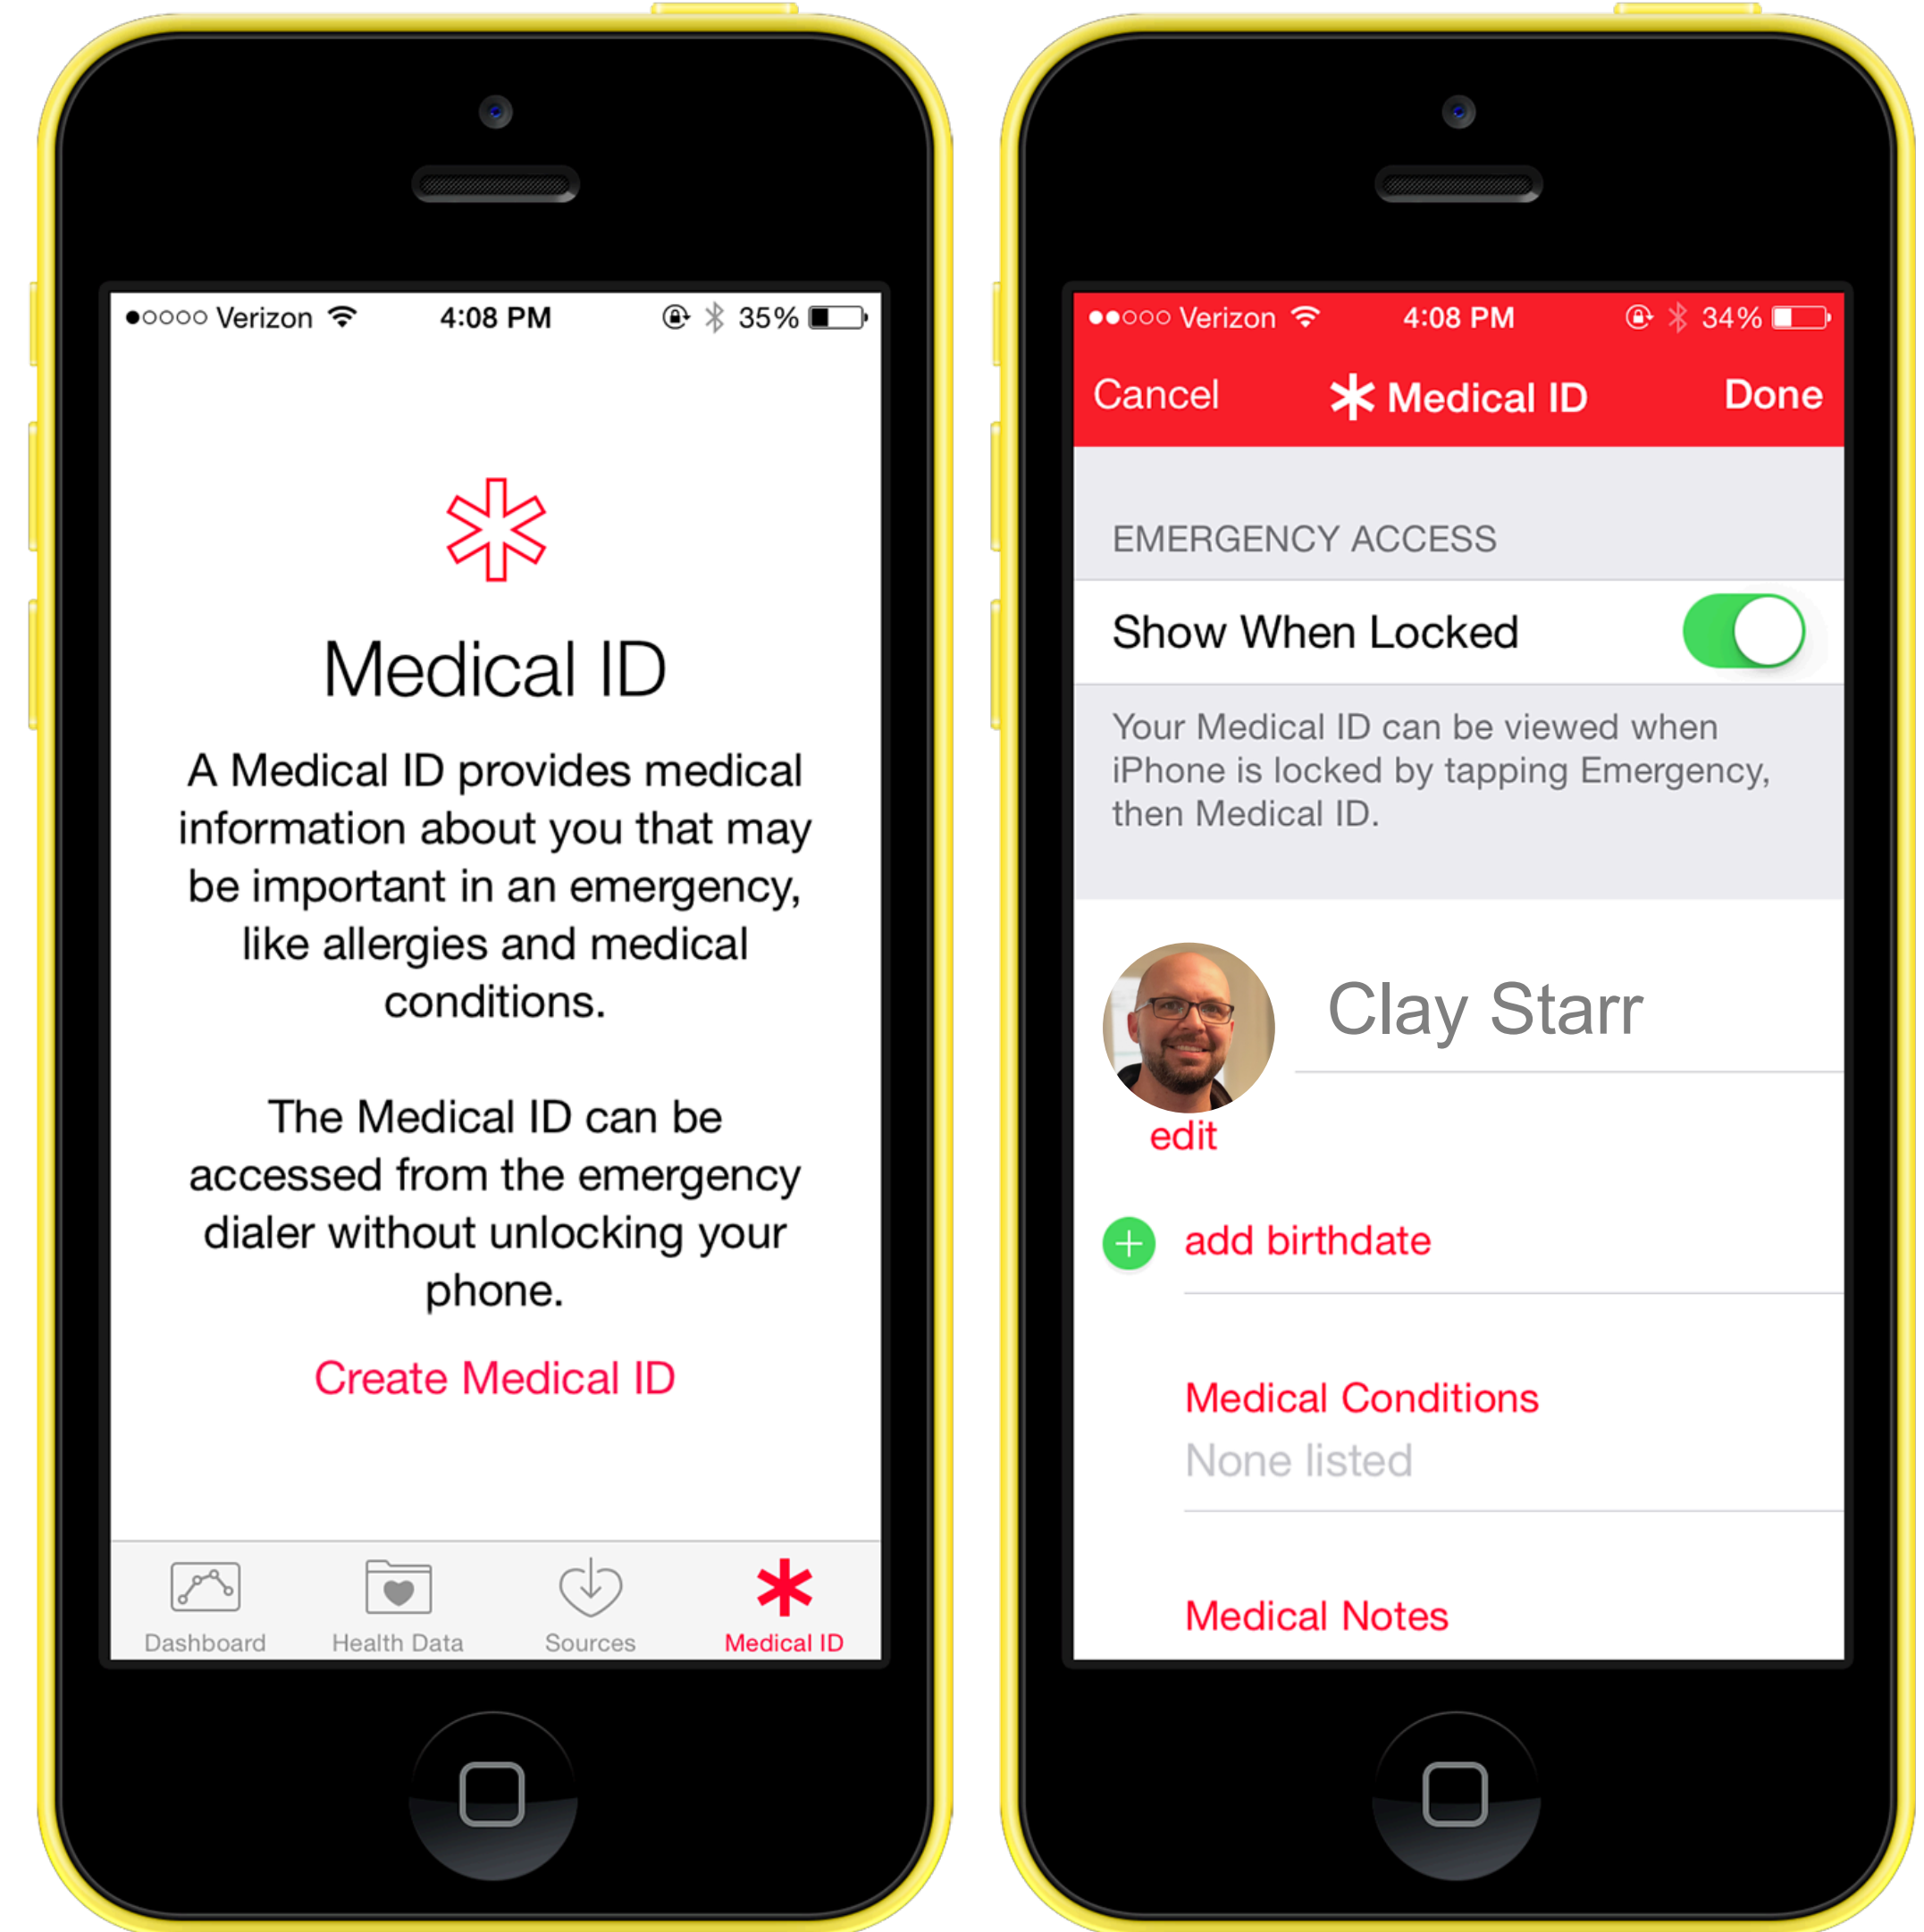 Verizon 4:08 PM 35%
Medical ID
A Medical ID provides medical
information about you that may
be important in an emergency,
like allergies and medical
conditions.
The Medical ID can be
accessed from the emergency
dialer without unlocking your
phone.
Create Medical ID
Dashboard Health Data Sources Medical ID
Verizon 4:08 PM 34%
Cancel Medical ID Done
EMERGENCY ACCESS
Show When Locked
Your Medical ID can be viewed when
iPhone is locked by tapping Emergency,
then Medical ID.
Clay Starr
edit
add birthdate
Medical Conditions
None listed
Medical Notes